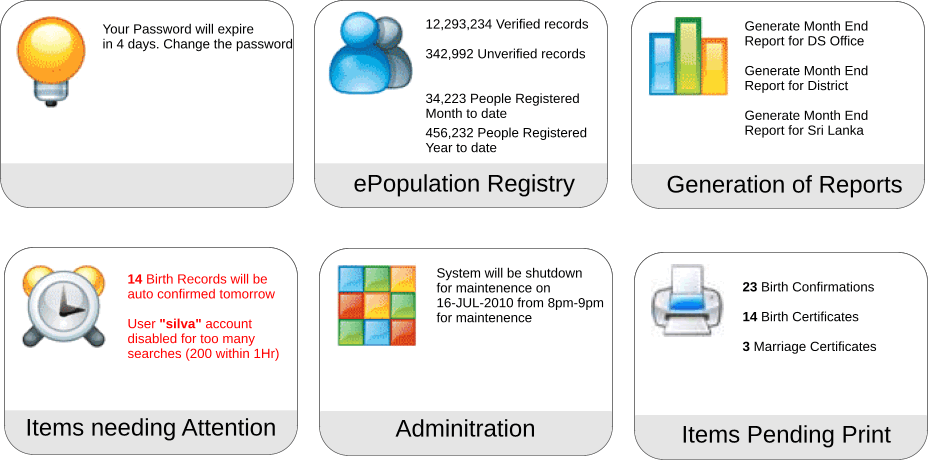 Your Password will expire
in 4 days. Change the password
12,293,234 Verified records
342,992 Unverified records
34,223 People Registered
Month to date
456,232 People Registered
Year to date
ePopulation Registry
Generate Month End
Report for DS Office
Generate Month End
Report for District
Generate Month End
Report for Sri Lanka
Generation of Reports
14 Birth Records will be
auto confirmed tomorrow
User "silva" account
disabled for too many
searches (200 within 1Hr)
Items needing Attention
System will be shutdown
for maintenence on
16-JUL-2010 from 8pm-9pm
for maintenence
Adminitration
23 Birth Confirmations
14 Birth Certificates
3 Marriage Certificates
Items Pending Print